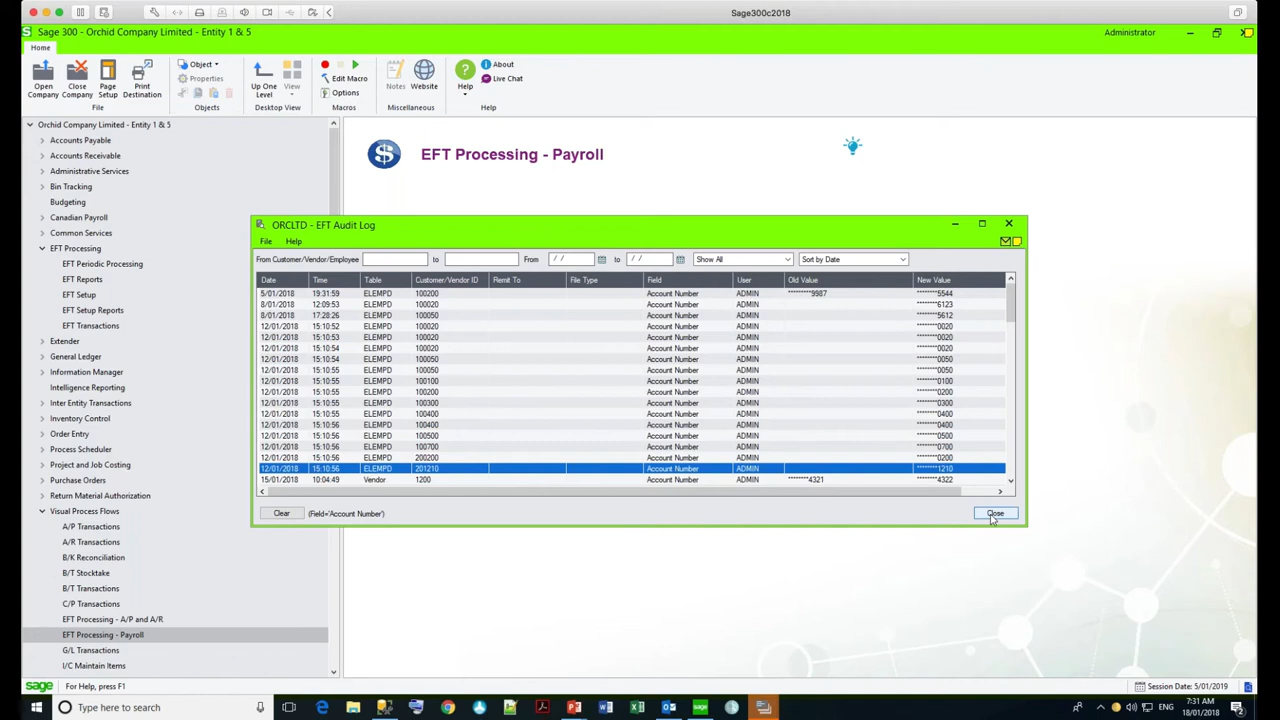 Sage300c2018
Sage 300 - Orchid Company Limited - Entity 1 & 5
Administrator
Home
Open Company
Close Company
Page Setup
Print Destination
File
Object
Properties
Objects
Up One Level
View
Desktop View
Edit Macro
Options
Macros
Notes
Website
Miscellaneous
Help
About
Live Chat
Help
Orchid Company Limited - Entity 1 & 5
Accounts Payable
Accounts Receivable
Administrative Services
Bin Tracking
Budgeting
Canadian Payroll
Common Services
EFT Processing
EFT Periodic Processing
EFT Reports
EFT Setup
EFT Setup Reports
EFT Transactions
Extender
General Ledger
Information Manager
Intelligence Reporting
Inter Entity Transactions
Inventory Control
Order Entry
Process Scheduler
Project and Job Costing
Purchase Orders
Return Material Authorization
Visual Process Flows
A/P Transactions
A/R Transactions
B/K Reconciliation
B/T Stocktake
B/T Transactions
C/P Transactions
EFT Processing - A/P and A/R
EFT Processing - Payroll
G/L Transactions
I/C Maintain Items
EFT Processing - Payroll
ORCLTD - EFT Audit Log
File Help
From Customer/Vendor/Employee to From / / to / / Show All Sort by Date
Date Time Table Customer/Vendor ID Remit To File Type Field User Old Value New Value
5/01/2018 19:31:59 ELEMPD 100200 Account Number ADMIN *********9987 ********5544
8/01/2018 12:09:53 ELEMPD 100020 Account Number ADMIN ********6123
8/01/2018 17:28:26 ELEMPD 100050 Account Number ADMIN ********5612
12/01/2018 15:10:52 ELEMPD 100020 Account Number ADMIN ********0020
12/01/2018 15:10:53 ELEMPD 100020 Account Number ADMIN ********0020
12/01/2018 15:10:54 ELEMPD 100020 Account Number ADMIN ********0020
12/01/2018 15:10:54 ELEMPD 100050 Account Number ADMIN ********0050
12/01/2018 15:10:55 ELEMPD 100050 Account Number ADMIN ********0050
12/01/2018 15:10:55 ELEMPD 100100 Account Number ADMIN ********0100
12/01/2018 15:10:55 ELEMPD 100200 Account Number ADMIN ********0200
12/01/2018 15:10:55 ELEMPD 100300 Account Number ADMIN ********0300
12/01/2018 15:10:55 ELEMPD 100400 Account Number ADMIN ********0400
12/01/2018 15:10:56 ELEMPD 100400 Account Number ADMIN ********0400
12/01/2018 15:10:56 ELEMPD 100500 Account Number ADMIN ********0500
12/01/2018 15:10:56 ELEMPD 100700 Account Number ADMIN ********0700
12/01/2018 15:10:56 ELEMPD 200200 Account Number ADMIN ********0200
12/01/2018 15:10:56 ELEMPD 201210 Account Number ADMIN ********1210
15/01/2018 10:04:49 Vendor 1200 Account Number ADMIN ********4321 ********4322
Clear (Field='Account Number') Close
sage For Help, press F1
Session Date: 5/01/2019
Type here to search
ENG
7:31 AM
18/01/2018